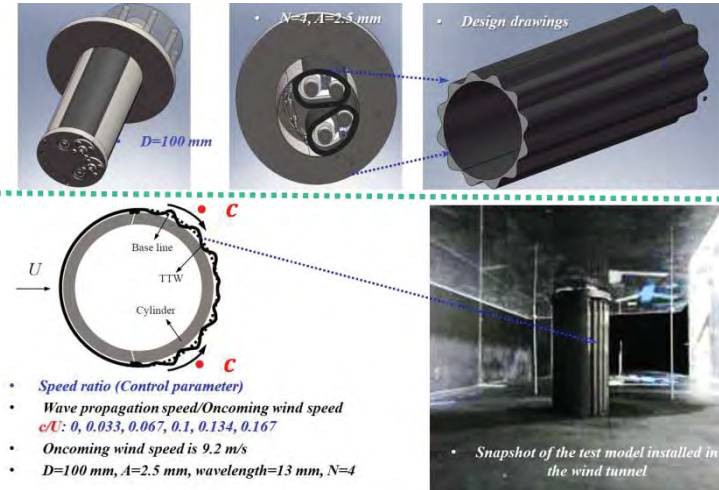 N=4, A=2.5 mm
Design drawings
D=100 mm
c
Base line
U
TTW
Cylinder
c
Speed ratio (Control parameter)
Wave propagation speed/Oncoming wind speed
c/U: 0, 0.033, 0.067, 0.1, 0.134, 0.167
Oncoming wind speed is 9.2 m/s
D=100 mm, A=2.5 mm, wavelength=13 mm, N=4
Snapshot of the test model installed in
the wind tunnel